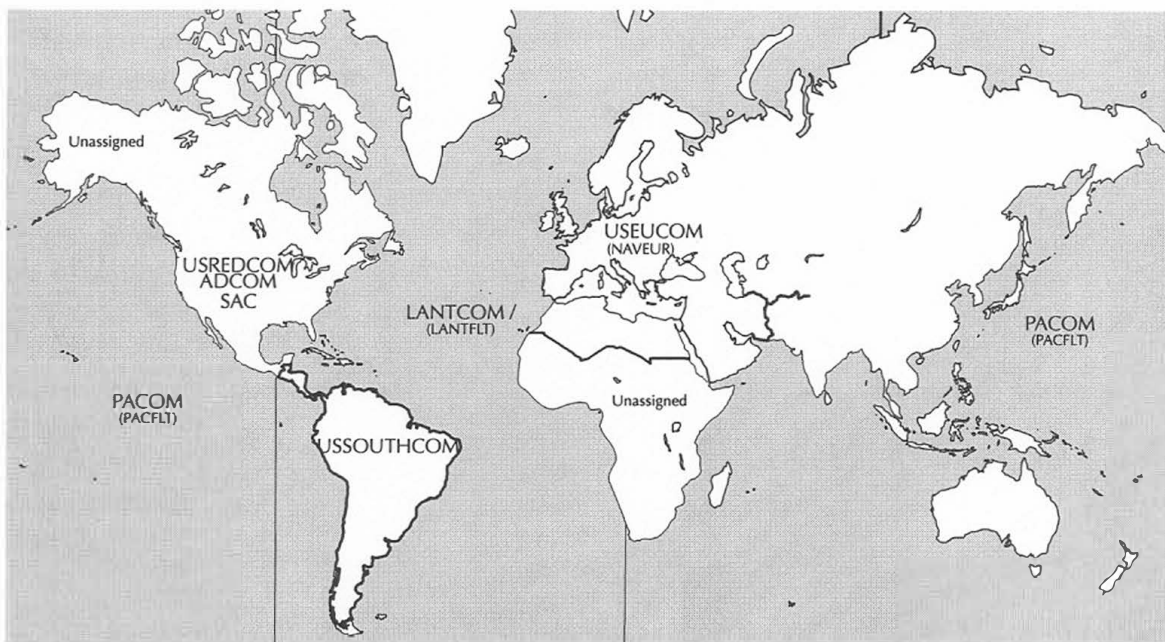 Unassigned
USREDCOM
ADCOM
SAC
USEUCOM
(NAVEUR)
LANTCOM /
(LANTFLT)
PACOM
(PACFLT)
PACOM
(PACFLT)
Unassigned
USSOUTHCOM